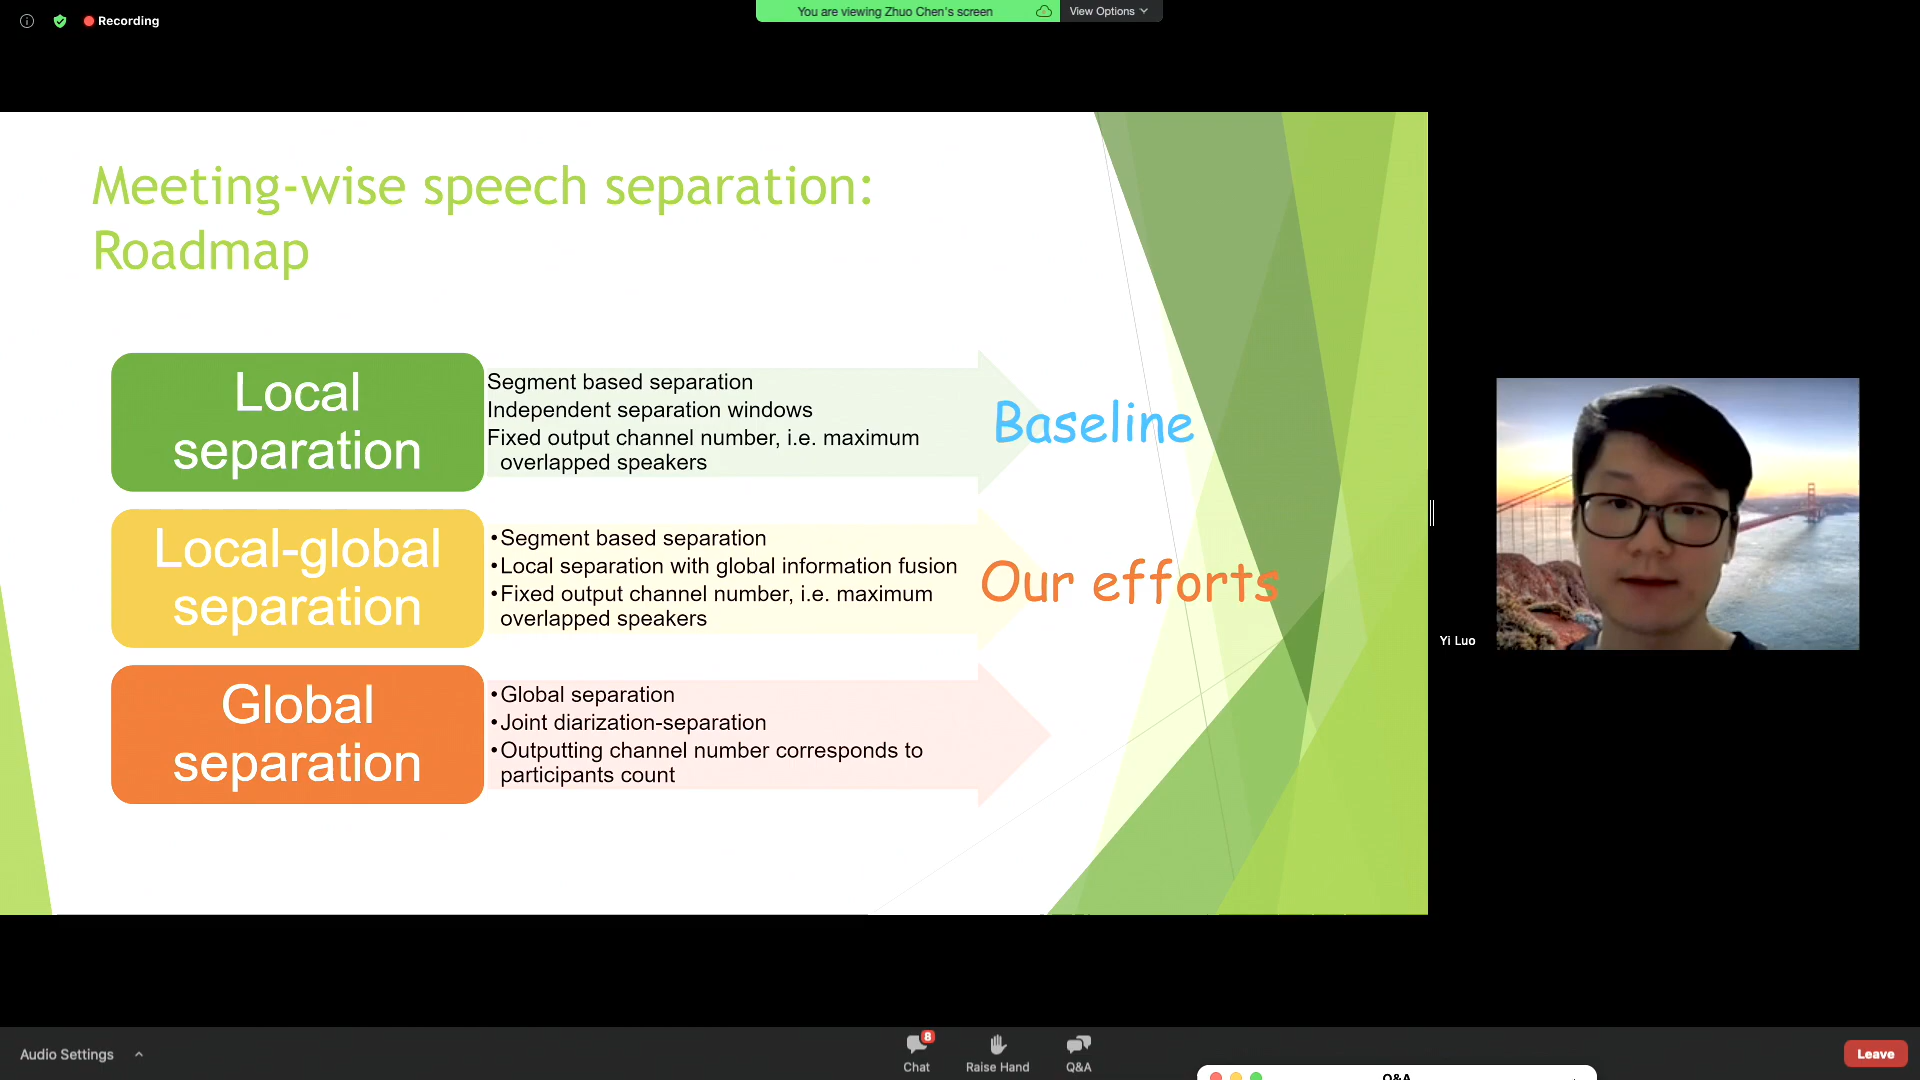 Recording
You are viewing Zhuo Chen's screen
View Options
Meeting-wise speech separation:
Roadmap
Local
separation
Segment based separation
Independent separation windows
Fixed output channel number, i.e. maximum
overlapped speakers
Baseline
Local-global
separation
•Segment based separation
•Local separation with global information fusion
•Fixed output channel number, i.e. maximum
overlapped speakers
Our efforts
Global
separation
•Global separation
•Joint diarization-separation
•Outputting channel number corresponds to
participants count
Yi Luo
Audio Settings
8
Chat
Raise Hand
Q&A
Leave
Q&A